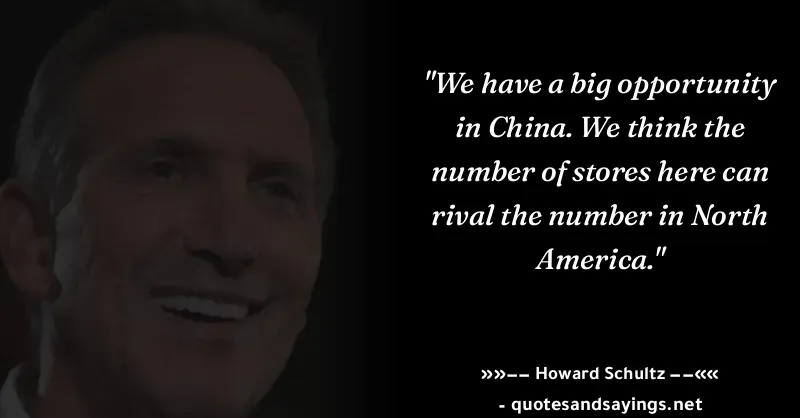 "We have a big opportunity
in China. We think the
number of stores here can
rival the number in North
America."
»»–– Howard Schultz ––««
- quotesandsayings.net